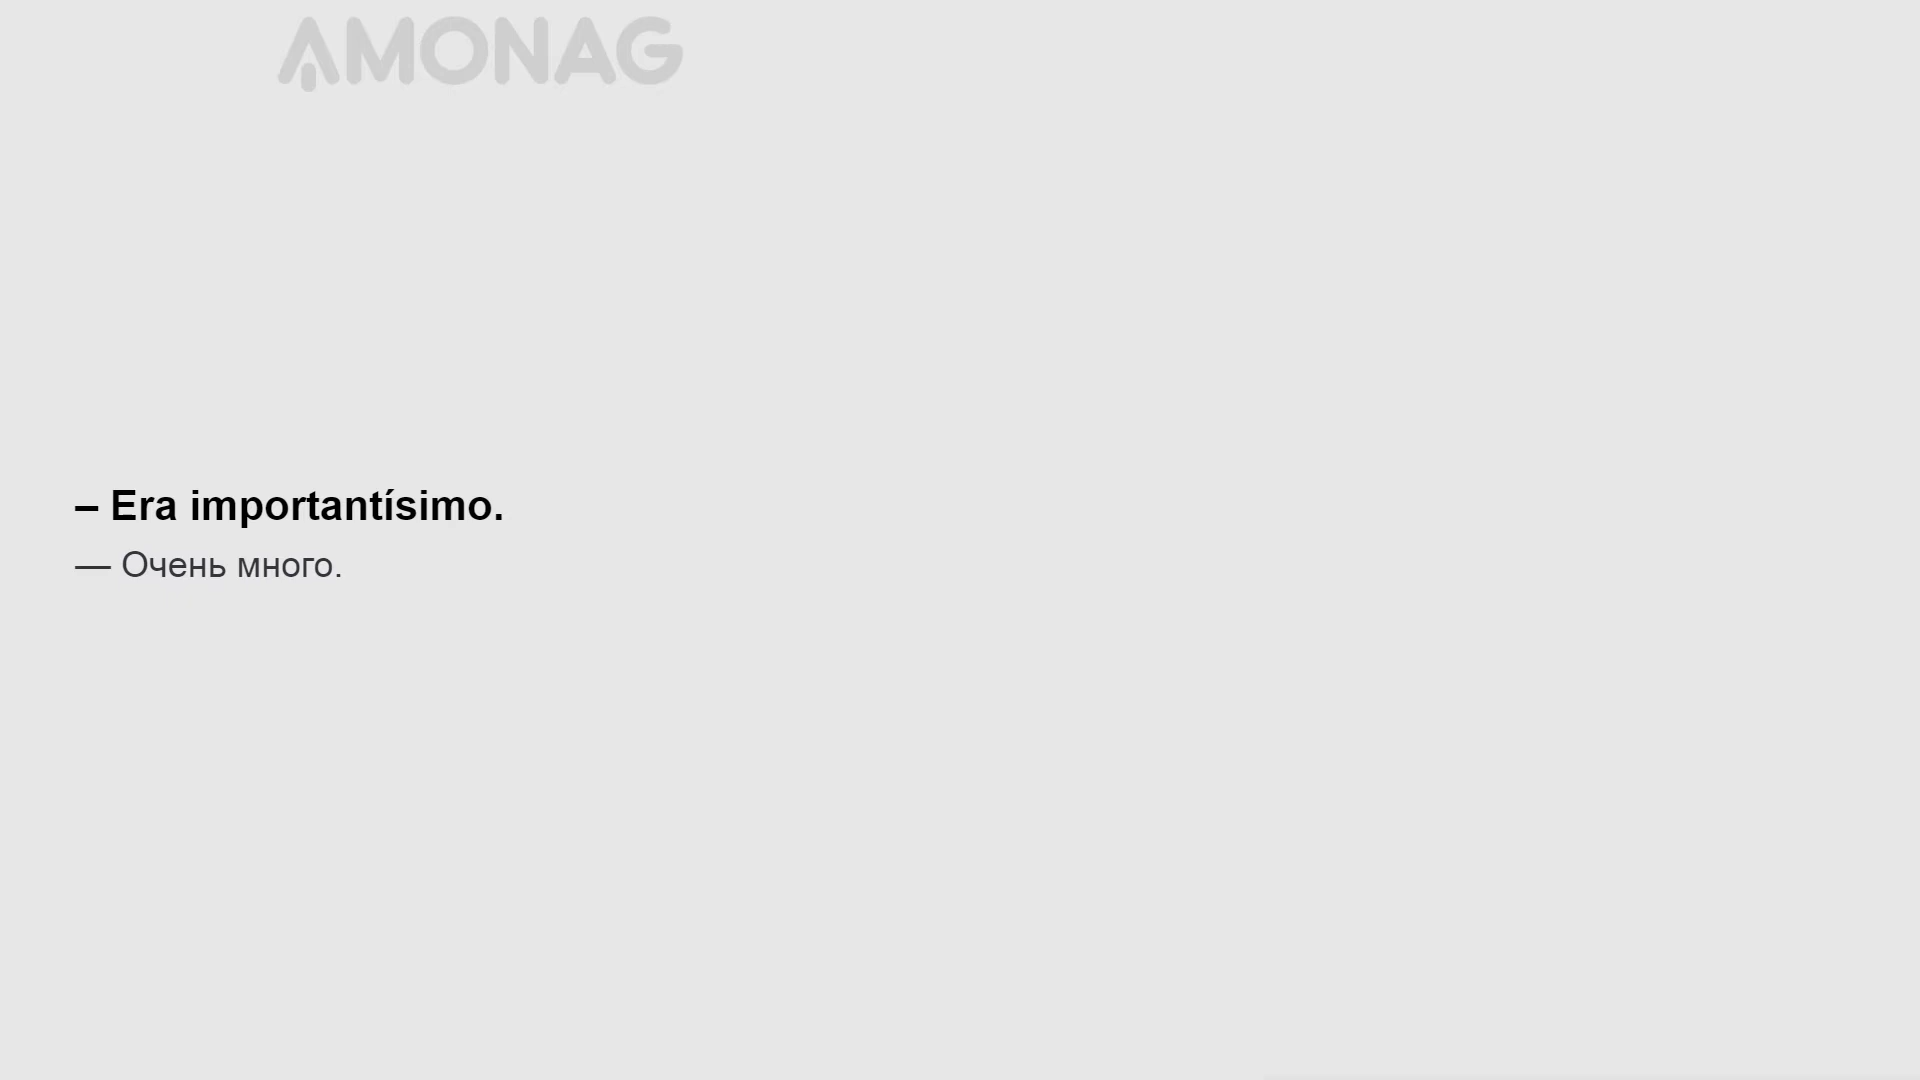 AMONAG
– Era importantísimo.
— Очень много.